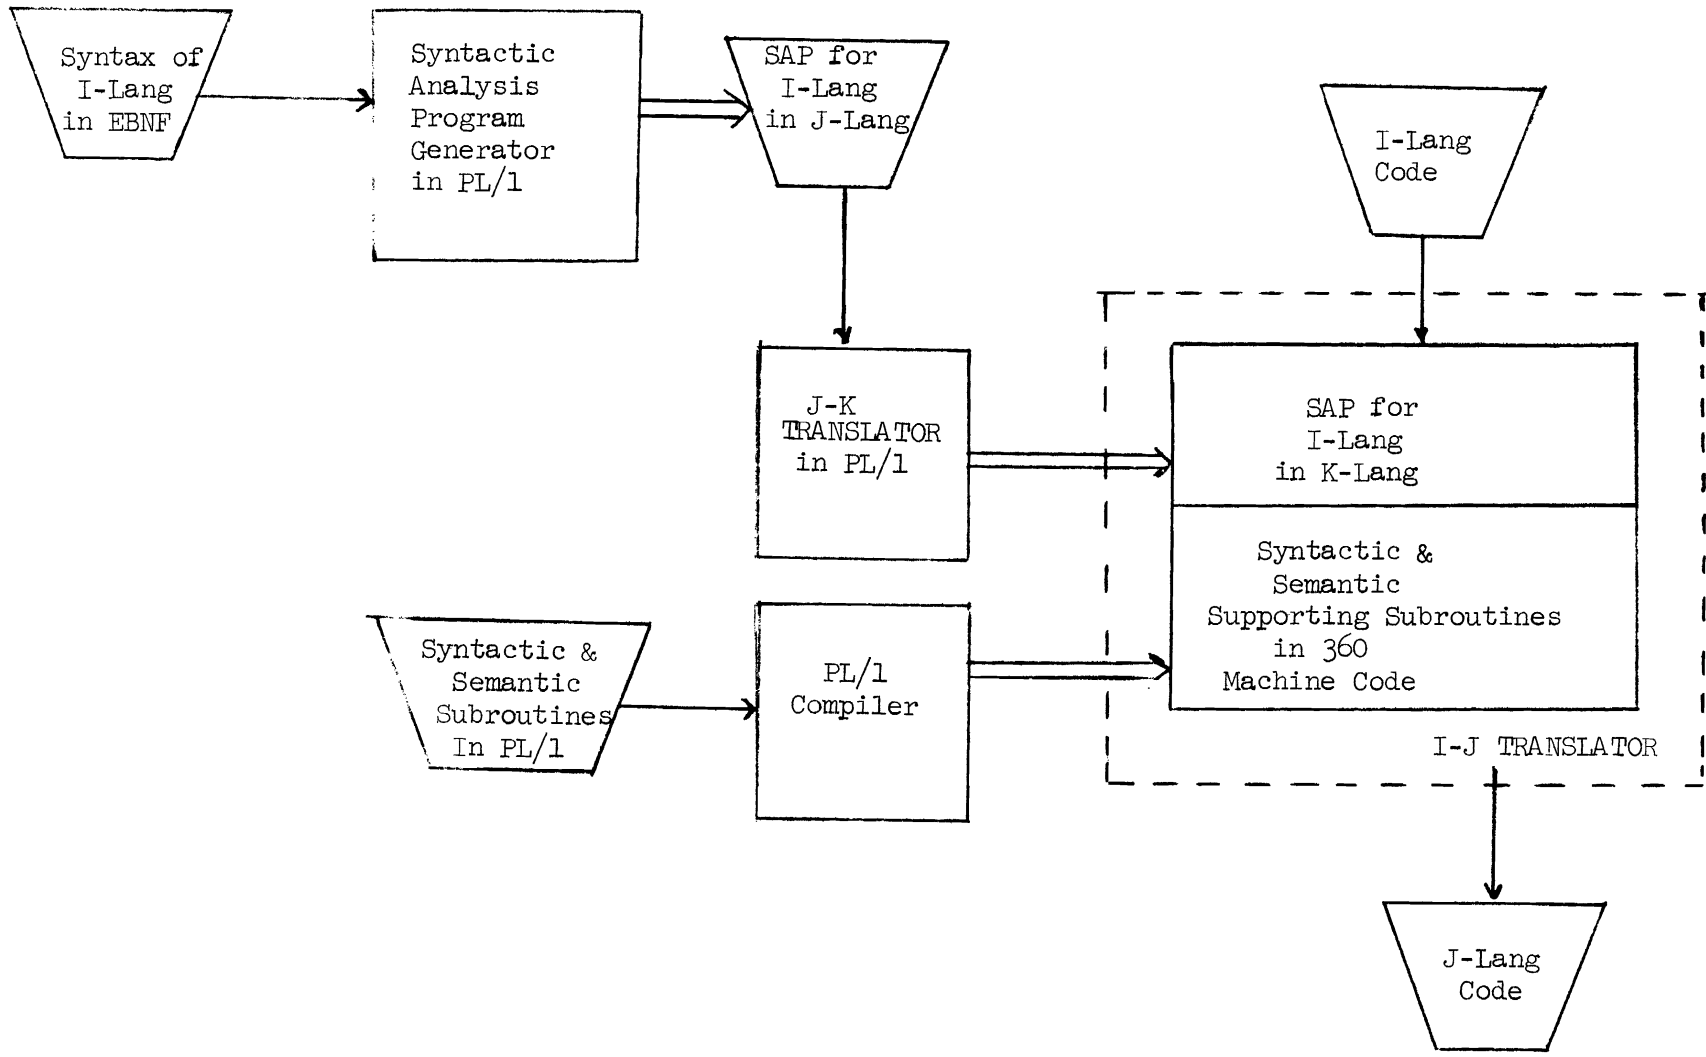 Syntax of
I-Lang
in EBNF
Syntactic
Analysis
Program
Generator
in PL/1
SAP for
I-Lang
in J-Lang
I-Lang
Code
J-K
TRANSLATOR
in PL/1
SAP for
I-Lang
in K-Lang
Syntactic &
Semantic
Supporting Subroutines
in 360
Machine Code
Syntactic &
Semantic
Subroutines
In PL/1
PL/1
Compiler
I-J TRANSLATOR
J-Lang
Code